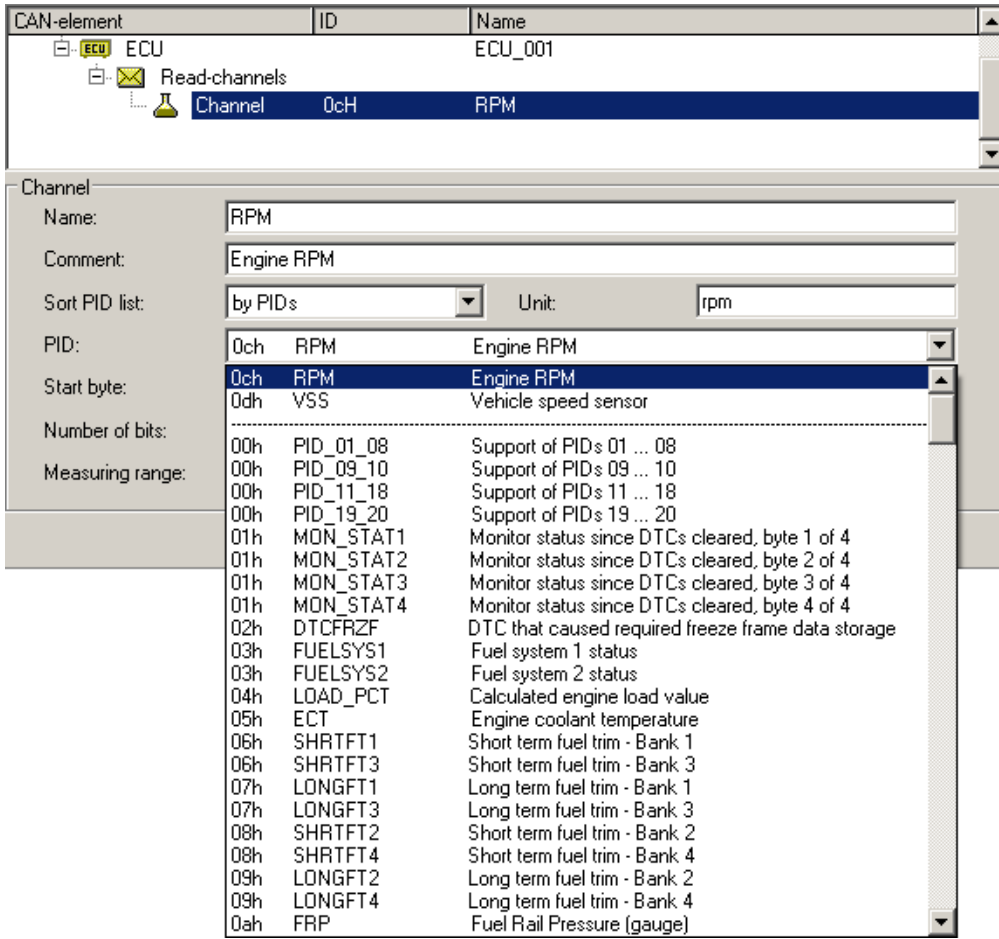 CAN-element ID Name
ECU ECU ECU_001
Read-channels
Channel 0cH RPM
Channel
Name: RPM
Comment: Engine RPM
Sort PID list: by PIDs Unit: rpm
PID: 0ch RPM Engine RPM
Start byte:
Number of bits:
Measuring range:
0ch RPM Engine RPM
0dh VSS Vehicle speed sensor
00h PID_01_08 Support of PIDs 01 ... 08
00h PID_09_10 Support of PIDs 09 ... 10
00h PID_11_18 Support of PIDs 11 ... 18
00h PID_19_20 Support of PIDs 19 ... 20
01h MON_STAT1 Monitor status since DTCs cleared, byte 1 of 4
01h MON_STAT2 Monitor status since DTCs cleared, byte 2 of 4
01h MON_STAT3 Monitor status since DTCs cleared, byte 3 of 4
01h MON_STAT4 Monitor status since DTCs cleared, byte 4 of 4
02h DTCFRZF DTC that caused required freeze frame data storage
03h FUELSYS1 Fuel system 1 status
03h FUELSYS2 Fuel system 2 status
04h LOAD_PCT Calculated engine load value
05h ECT Engine coolant temperature
06h SHRTFT1 Short term fuel trim - Bank 1
06h SHRTFT3 Short term fuel trim - Bank 3
07h LONGFT1 Long term fuel trim - Bank 1
07h LONGFT3 Long term fuel trim - Bank 3
08h SHRTFT2 Short term fuel trim - Bank 2
08h SHRTFT4 Short term fuel trim - Bank 4
09h LONGFT2 Long term fuel trim - Bank 2
09h LONGFT4 Long term fuel trim - Bank 4
0ah FRP Fuel Rail Pressure (gauge)